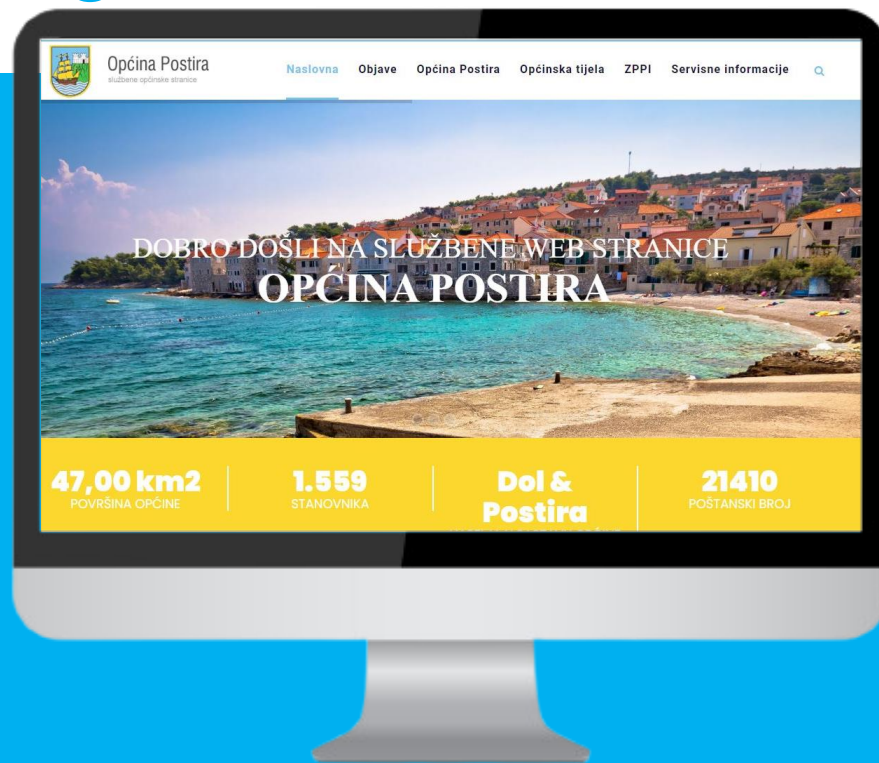 Općina Postira
službene općinske stranice
Naslovna Objave Općina Postira Općinska tijela ZPPI Servisne informacije
DOBRO DOŠLI NA SLUŽBENE WEB STRANICE
OPĆINA POSTIRA
47,00 km2
POVRŠINA OPĆINE
1.559
STANOVNIKA
Dol &
Postira
21410
POŠTANSKI BROJ